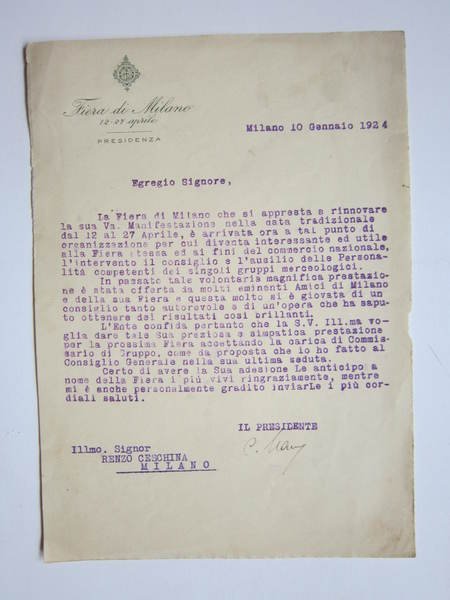 Fiera di Milano
12-27 aprile
PRESIDENZA
Milano 10 Gennaio 1924
Egregio Signore,
La Fiera di Milano che si appresta e rinnovare
la sua Va. Manifestazione nella data tradizionale
dal 12 al 27 Aprile, è arrivata ora a tal punto di
organizzazione per cui diventa interessante ed utile
alla Fiera stessa ed ai fini del commercio nazionale,
l'intervento il consiglio e l'ausilio delle Persona-
lità competenti dei singoli gruppi merceologici.
In passato tale volontaria magnifica prestazione
è stata offerta da molti eminenti Amici di Milano
e della sua Fiera e questa molto si è giovata di un
consiglio tanto autorevole e di un'opera che ha sapu-
to ottenere dei risultati così brillanti.
L'Ente confida pertanto che la S.V. Ill.ma vo-
glia dare tale Sua preziosa e simpatica prestazione
per la prossima Fiera accettando la carica di Commis-
sario di Gruppo, come da proposta che io ho fatto al
Consiglio Generale nella sua ultima seduta.
Certo di avere la Sua adesione Le anticipo a
nome della Fiera i più vivi ringraziamente, mentre
mi è anche personalmente gradito inviarLe i più cor-
diali saluti.
IL PRESIDENTE
Illmo. Signor
RENZO CESCHINA
MILANO